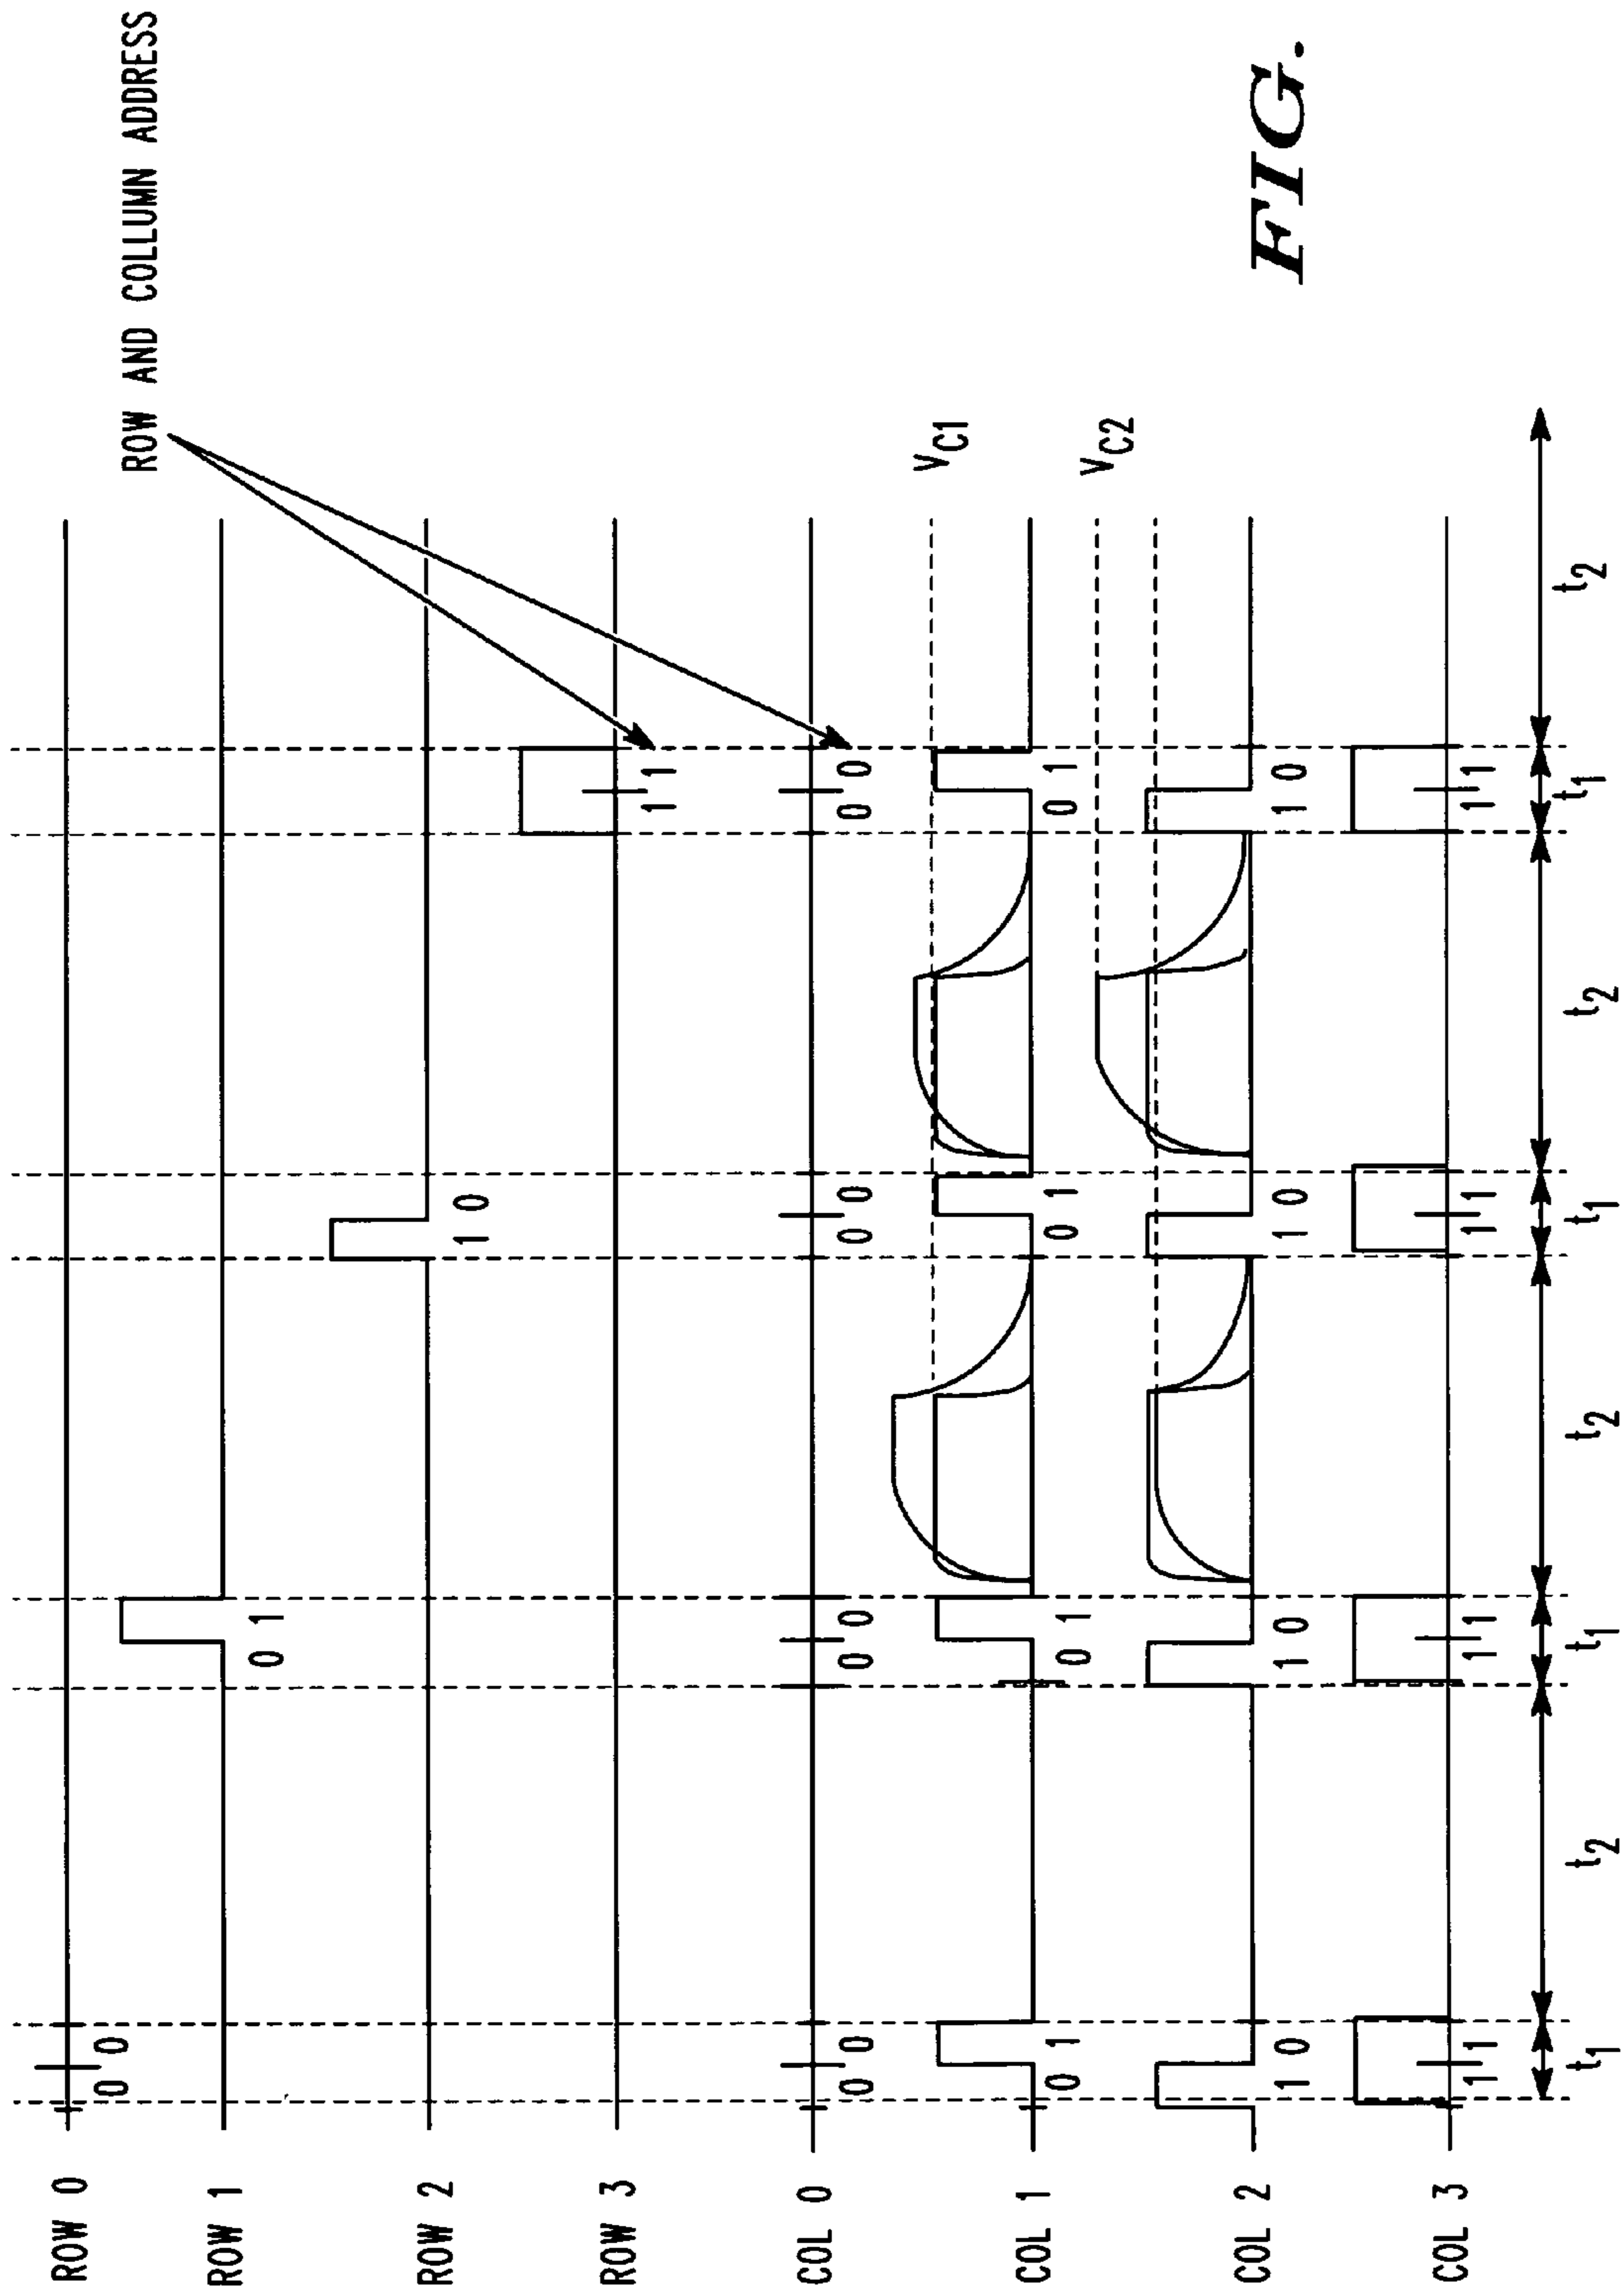 ROW AND COLLUMN ADDRESS
ROW 0
0 0
ROW 1
0 1
ROW 2
1 0
ROW 3
1 1
COL 0
0 0
0 0
0 0
0 0
COL 1
0 1
0 1
0 1
0 1
VC1
COL 2
1 0
1 0
1 0
1 0
VC2
COL 3
1 1
1 1
1 1
1 1
t1
t2
t1
t2
t1
t2
t1
t2
FIG.